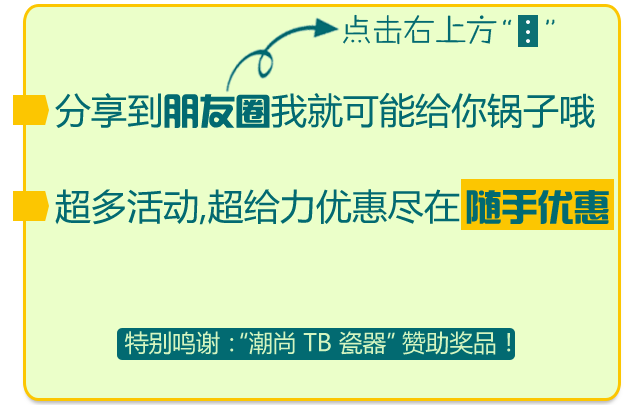 点击右上方“⋮”
分享到朋友圈我就可能给你锅子哦
超多活动,超给力优惠尽在随手优惠
特别鸣谢:“潮尚 TB 瓷器”赞助奖品!